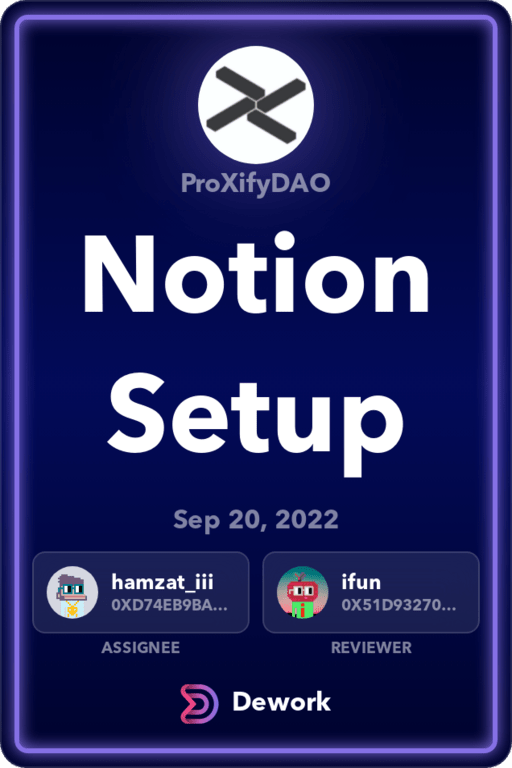 ProXifyDAO
Notion
Setup
Sep 20, 2022
hamzat_iii
0XD74EB9BA...
ifun
0X51D93270...
ASSIGNEE
REVIEWER
Dework